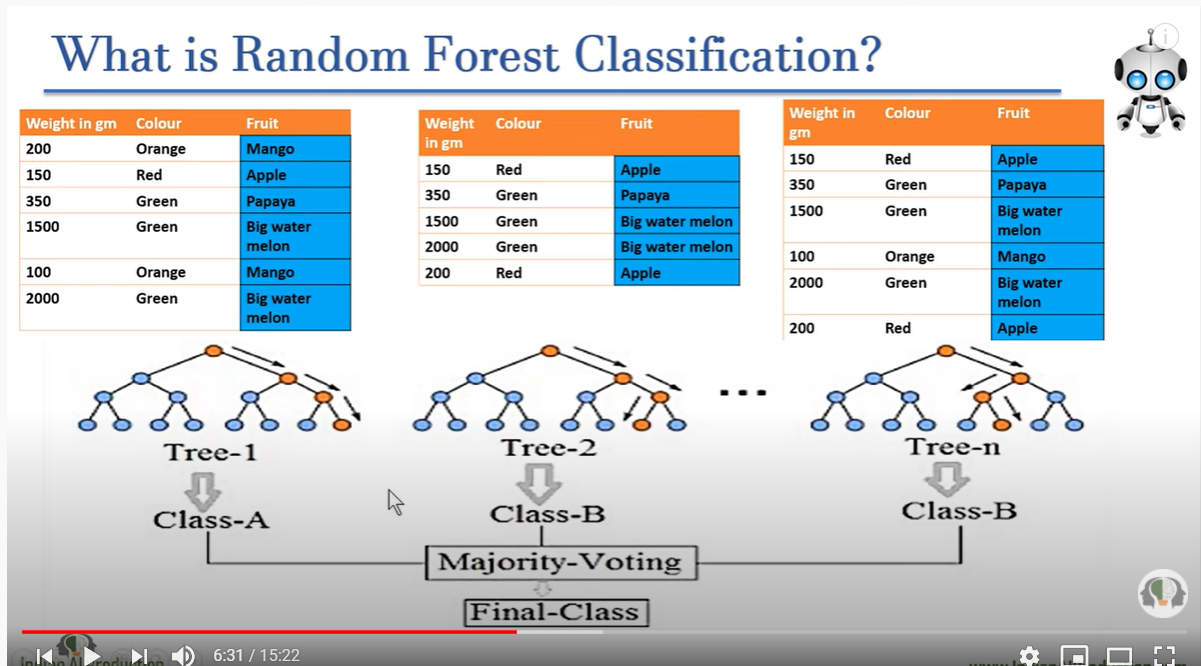 What is Random Forest Classification?
Weight in gm Colour Fruit
200 Orange Mango
150 Red Apple
350 Green Papaya
1500 Green Big water
melon
100 Orange Mango
2000 Green Big water
melon
Weight Colour Fruit
in gm
150 Red Apple
350 Green Papaya
1500 Green Big water melon
2000 Green Big water melon
200 Red Apple
Weight in Colour Fruit
gm
150 Red Apple
350 Green Papaya
1500 Green Big water
melon
100 Orange Mango
2000 Green Big water
melon
200 Red Apple
Tree-1 Tree-2 Tree-n
Class-A Class-B Class-B
Majority-Voting
Final-Class
6:31 / 15:22